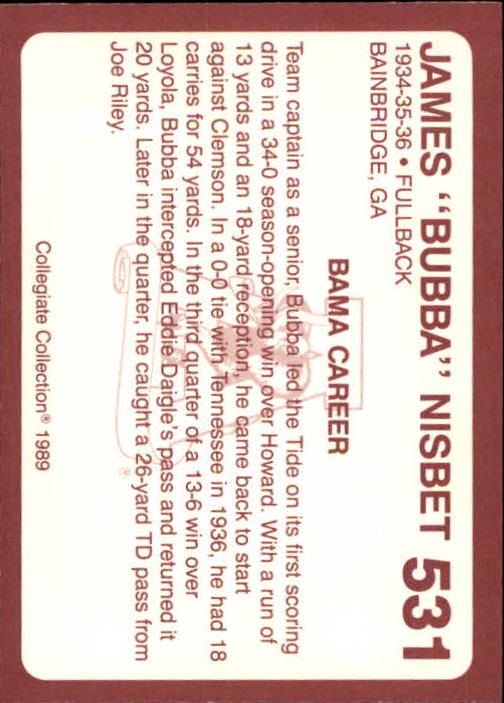 JAMES "BUBBA" NISBET 531
1934-35-36 • FULLBACK
BAINBRIDGE, GA
BAMA CAREER
Team captain as a senior, Bubba led the Tide on its first scoring
drive in a 34-0 season-opening win over Howard. With a run of
13 yards and an 18-yard reception, he came back to start
against Clemson. In a 0-0 tie with Tennessee in 1936, he had 18
carries for 54 yards. In the third quarter of a 13-6 win over
Loyola, Bubba intercepted Eddie Daigle's pass and returned it
20 yards. Later in the quarter, he caught a 26-yard TD pass from
Joe Riley.
®
Collegiate Collection® 1989